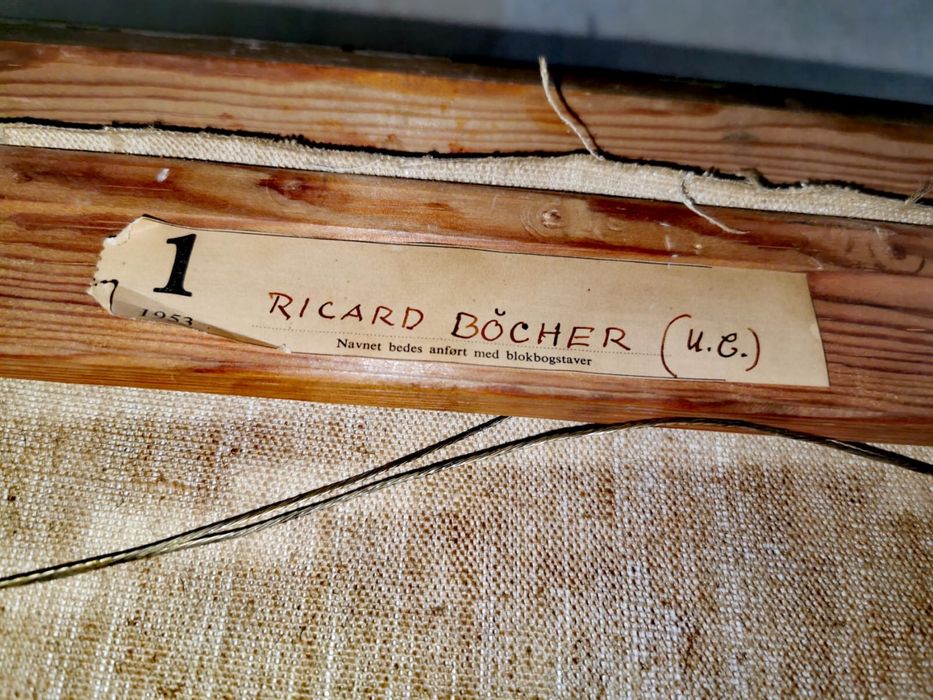 1
1953
RICARD BÖCHER (U.C.)
Navnet bedes anført med blokbogstaver